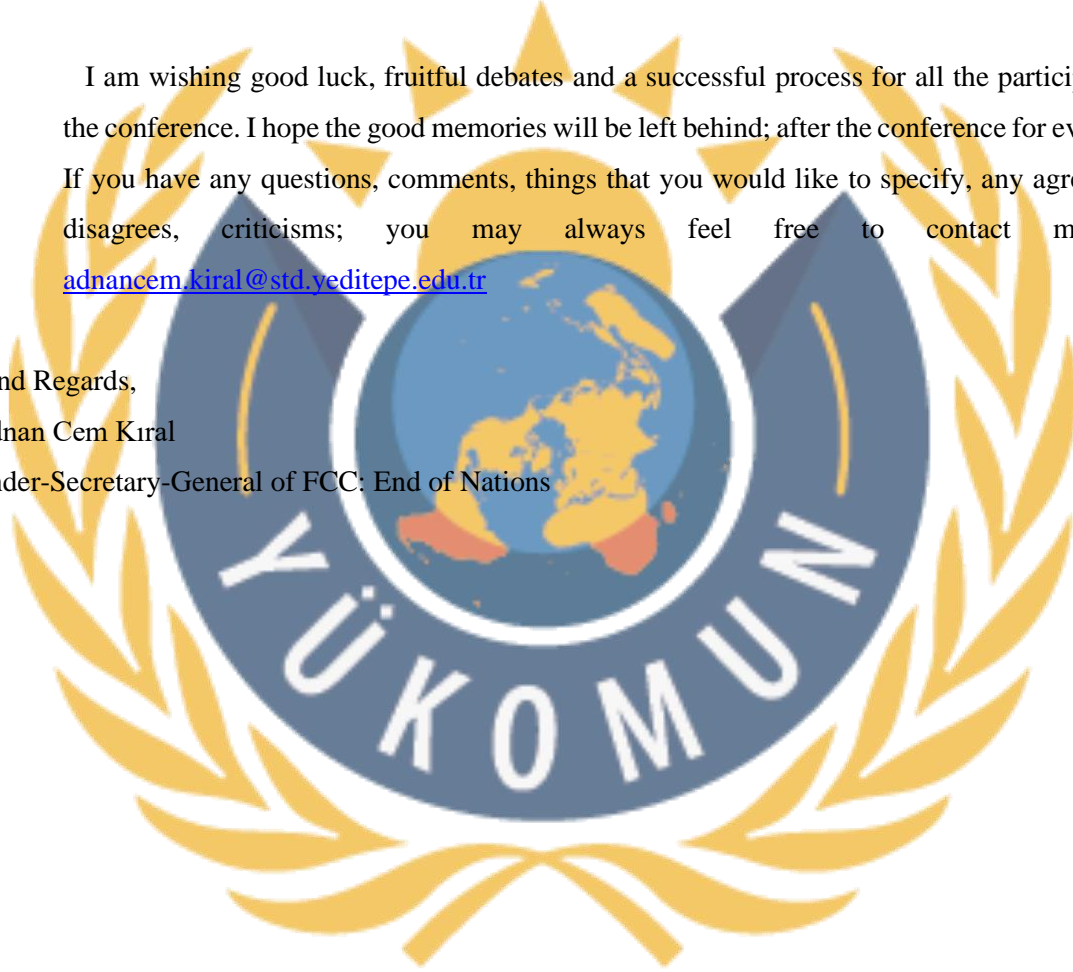 I am wishing good luck, fruitful debates and a successful process for all the particip
the conference. I hope the good memories will be left behind; after the conference for ev
If you have any questions, comments, things that you would like to specify, any agre
disagrees, criticisms; you may always feel free to contact m
adnancem.kiral@std.yeditepe.edu.tr
nd Regards,
dnan Cem Kıral
nder-Secretary-General of FCC: End of Nations
YÜKOMUN